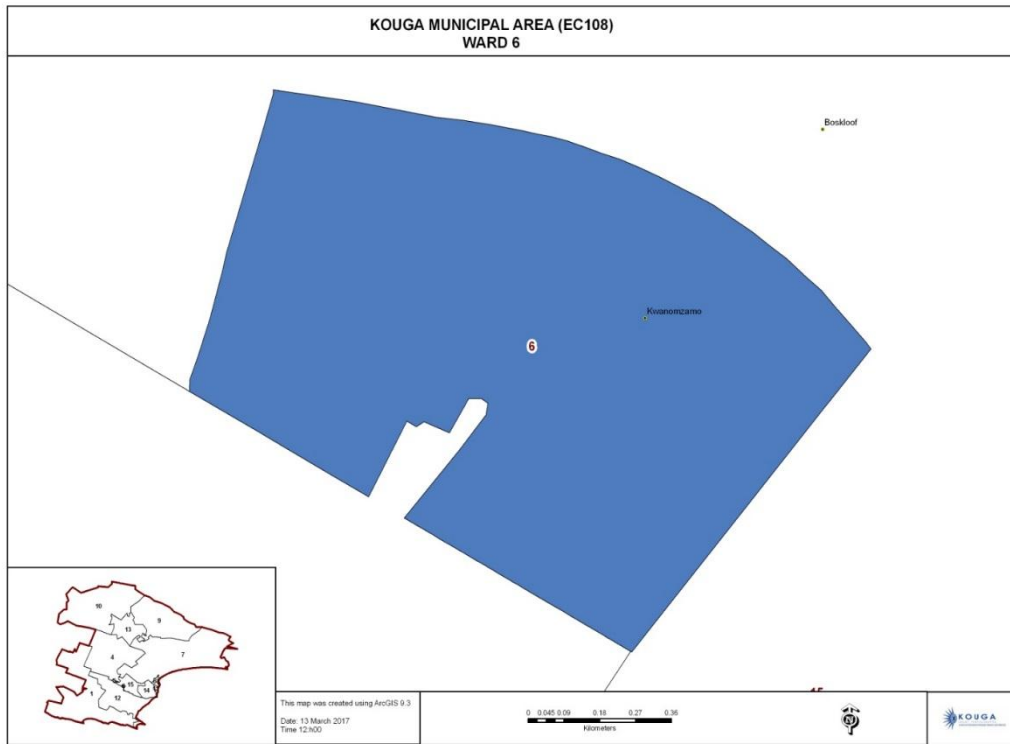 KOUGA MUNICIPAL AREA (EC108)
WARD 6
Boskloof
Kwanomzamo
6
10
9
13
4
7
15
14
1
12
This map was created using ArcGIS 9.3
Date: 13 March 2017
Time 12h00
0 0.045 0.09 0.18 0.27 0.36
Kilometers
N
KOUGA